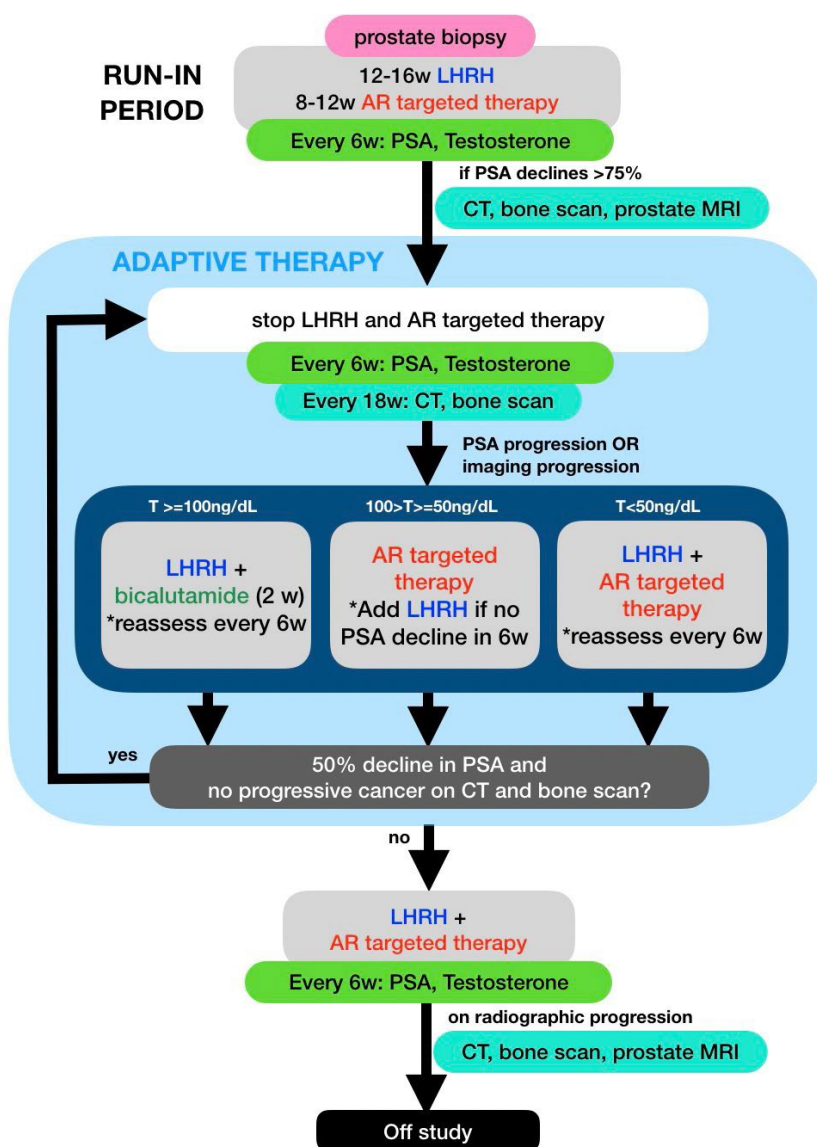 prostate biopsy
RUN-IN
PERIOD
12-16w LHRH
8-12w AR targeted therapy
Every 6w: PSA, Testosterone
if PSA declines >75%
CT, bone scan, prostate MRI
ADAPTIVE THERAPY
stop LHRH and AR targeted therapy
Every 6w: PSA, Testosterone
Every 18w: CT, bone scan
PSA progression OR
imaging progression
T >=100ng/dL
LHRH +
bicalutamide (2 w)
*reassess every 6w
100>T>=50ng/dL
AR targeted
therapy
*Add LHRH if no
PSA decline in 6w
T<50ng/dL
LHRH +
AR targeted
therapy
*reassess every 6w
yes
50% decline in PSA and
no progressive cancer on CT and bone scan?
no
LHRH +
AR targeted therapy
Every 6w: PSA, Testosterone
on radiographic progression
CT, bone scan, prostate MRI
Off study